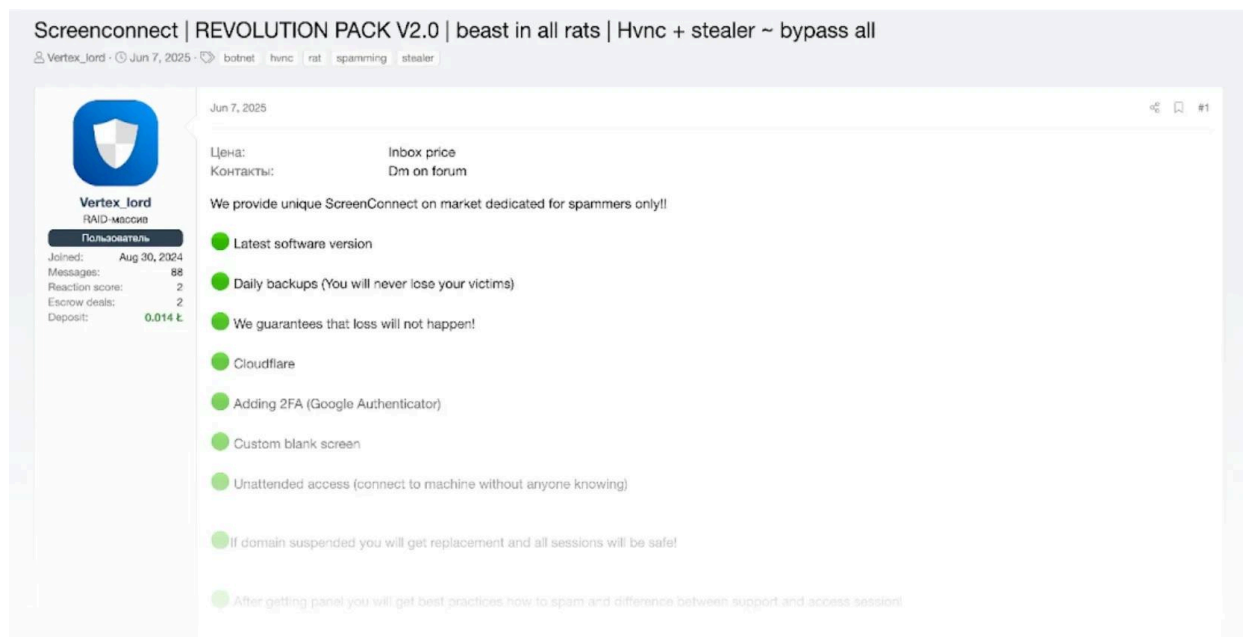 Screenconnect | REVOLUTION PACK V2.0 | beast in all rats | Hvnc + stealer ~ bypass all
Vertex_lord · Jun 7, 2025 · botnet hvnc rat spamming stealer
Jun 7, 2025 #1
Цена: Inbox price
Контакты: Dm on forum
Vertex_lord
RAID-массив
Пользователь
Joined: Aug 30, 2024
Messages: 88
Reaction score: 2
Escrow deals: 2
Deposit: 0.014 Ł
We provide unique ScreenConnect on market dedicated for spammers only!!
Latest software version
Daily backups (You will never lose your victims)
We guarantees that loss will not happen!
Cloudflare
Adding 2FA (Google Authenticator)
Custom blank screen
Unattended access (connect to machine without anyone knowing)
If domain suspended you will get replacement and all sessions will be safe!
After getting panel you will get best practices how to spam and difference between support and access session!